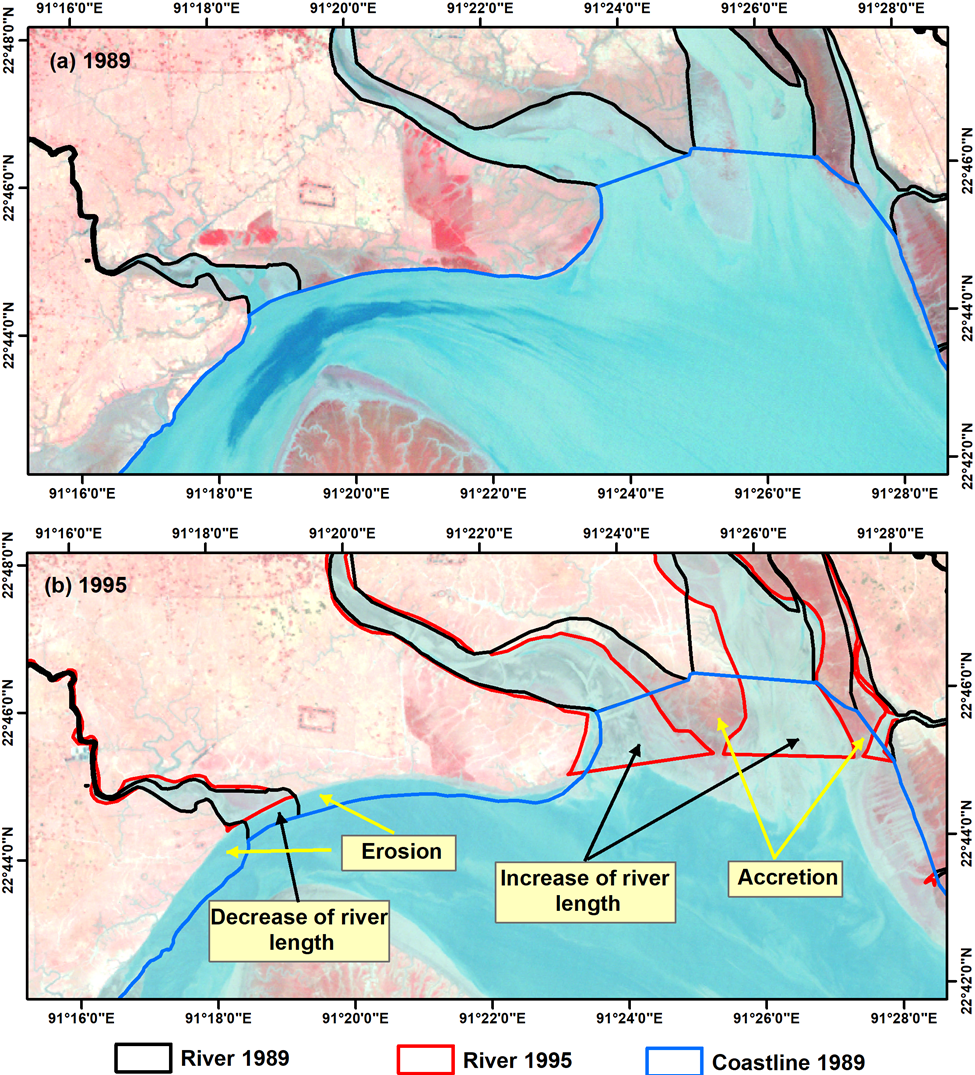 91°16'0"E 91°18'0"E 91°20'0"E 91°22'0"E 91°24'0"E 91°26'0"E 91°28'0"E
(a) 1989
22°48'0"N
22°46'0"N
22°44'0"N
22°46'0"N
22°44'0"N
22°42'0"N
91°16'0"E 91°18'0"E 91°20'0"E 91°22'0"E 91°24'0"E 91°26'0"E 91°28'0"E
91°16'0"E 91°18'0"E 91°20'0"E 91°22'0"E 91°24'0"E 91°26'0"E 91°28'0"E
(b) 1995
22°48'0"N
22°46'0"N
22°44'0"N
22°46'0"N
22°44'0"N
22°42'0"N
Erosion
Increase of river
length
Accretion
Decrease of river
length
91°16'0"E 91°18'0"E 91°20'0"E 91°22'0"E 91°24'0"E 91°26'0"E 91°28'0"E
River 1989 River 1995 Coastline 1989